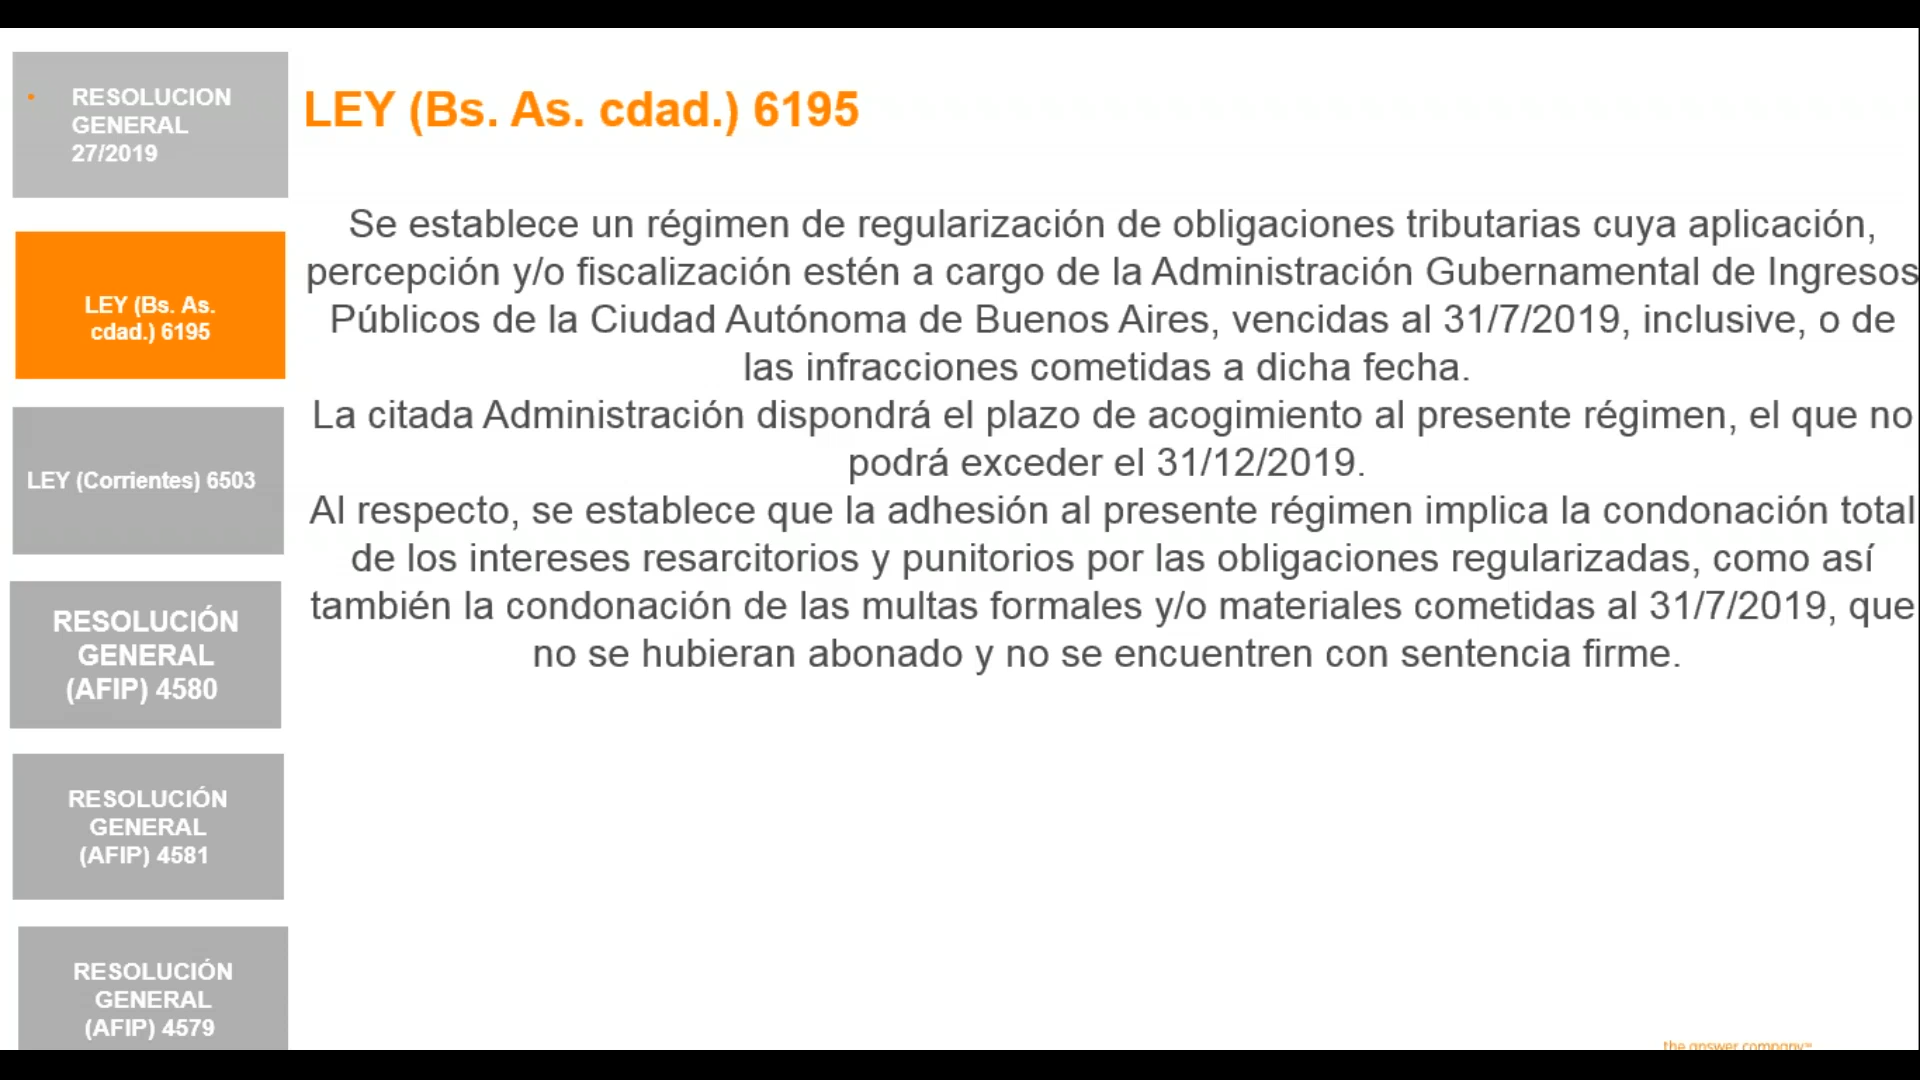 RESOLUCION
GENERAL
27/2019
LEY (Bs. As.
cdad.) 6195
LEY (Corrientes) 6503
RESOLUCIÓN
GENERAL
(AFIP) 4580
RESOLUCIÓN
GENERAL
(AFIP) 4581
RESOLUCIÓN
GENERAL
(AFIP) 4579
LEY (Bs. As. cdad.) 6195
Se establece un régimen de regularización de obligaciones tributarias cuya aplicación,
percepción y/o fiscalización estén a cargo de la Administración Gubernamental de Ingresos
Públicos de la Ciudad Autónoma de Buenos Aires, vencidas al 31/7/2019, inclusive, o de
las infracciones cometidas a dicha fecha.
La citada Administración dispondrá el plazo de acogimiento al presente régimen, el que no
podrá exceder el 31/12/2019.
Al respecto, se establece que la adhesión al presente régimen implica la condonación total
de los intereses resarcitorios y punitorios por las obligaciones regularizadas, como así
también la condonación de las multas formales y/o materiales cometidas al 31/7/2019, que
no se hubieran abonado y no se encuentren con sentencia firme.
the answer company℠